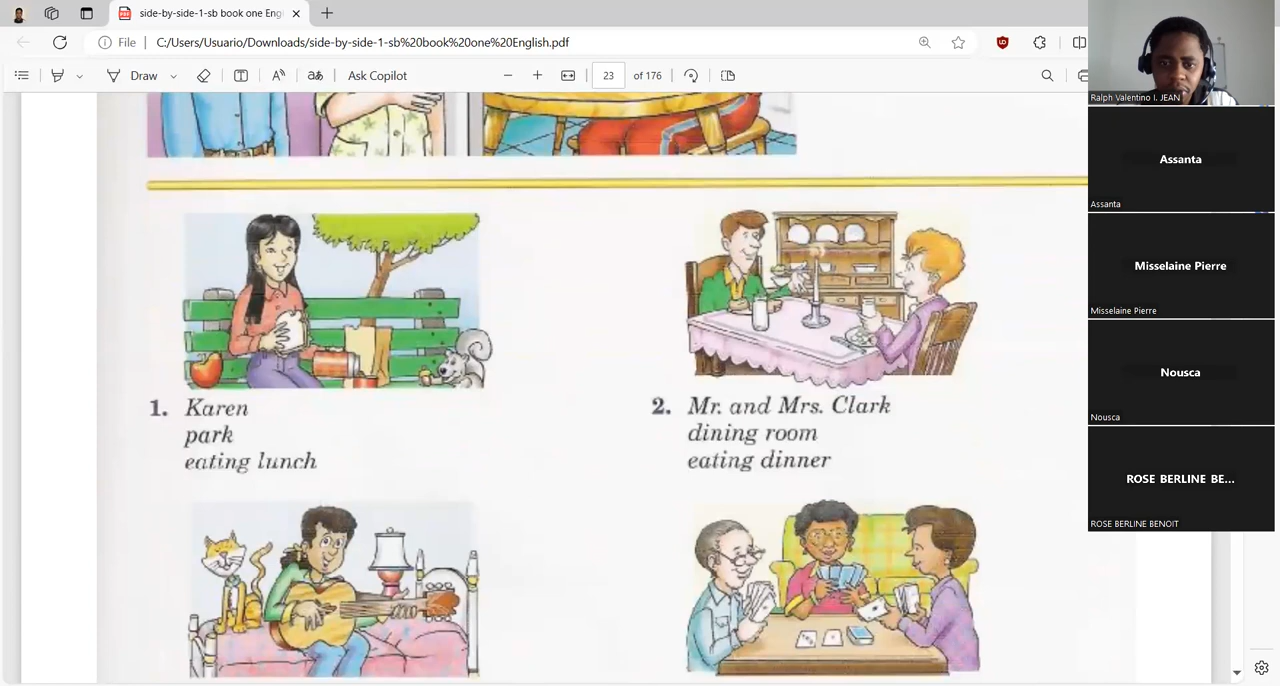 side-by-side-1-sb book one Eng
File
C:/Users/Usuario/Downloads/side-by-side-1-sb%20book%20one%20English.pdf
Draw
Ask Copilot
23
of 176
1. Karen
park
eating lunch
2. Mr. and Mrs. Clark
dining room
eating dinner
Ralph Valentino I. JEAN
Assanta
Assanta
Misselaine Pierre
Misselaine Pierre
Nousca
Nousca
ROSE BERLINE BE...
ROSE BERLINE BENOIT